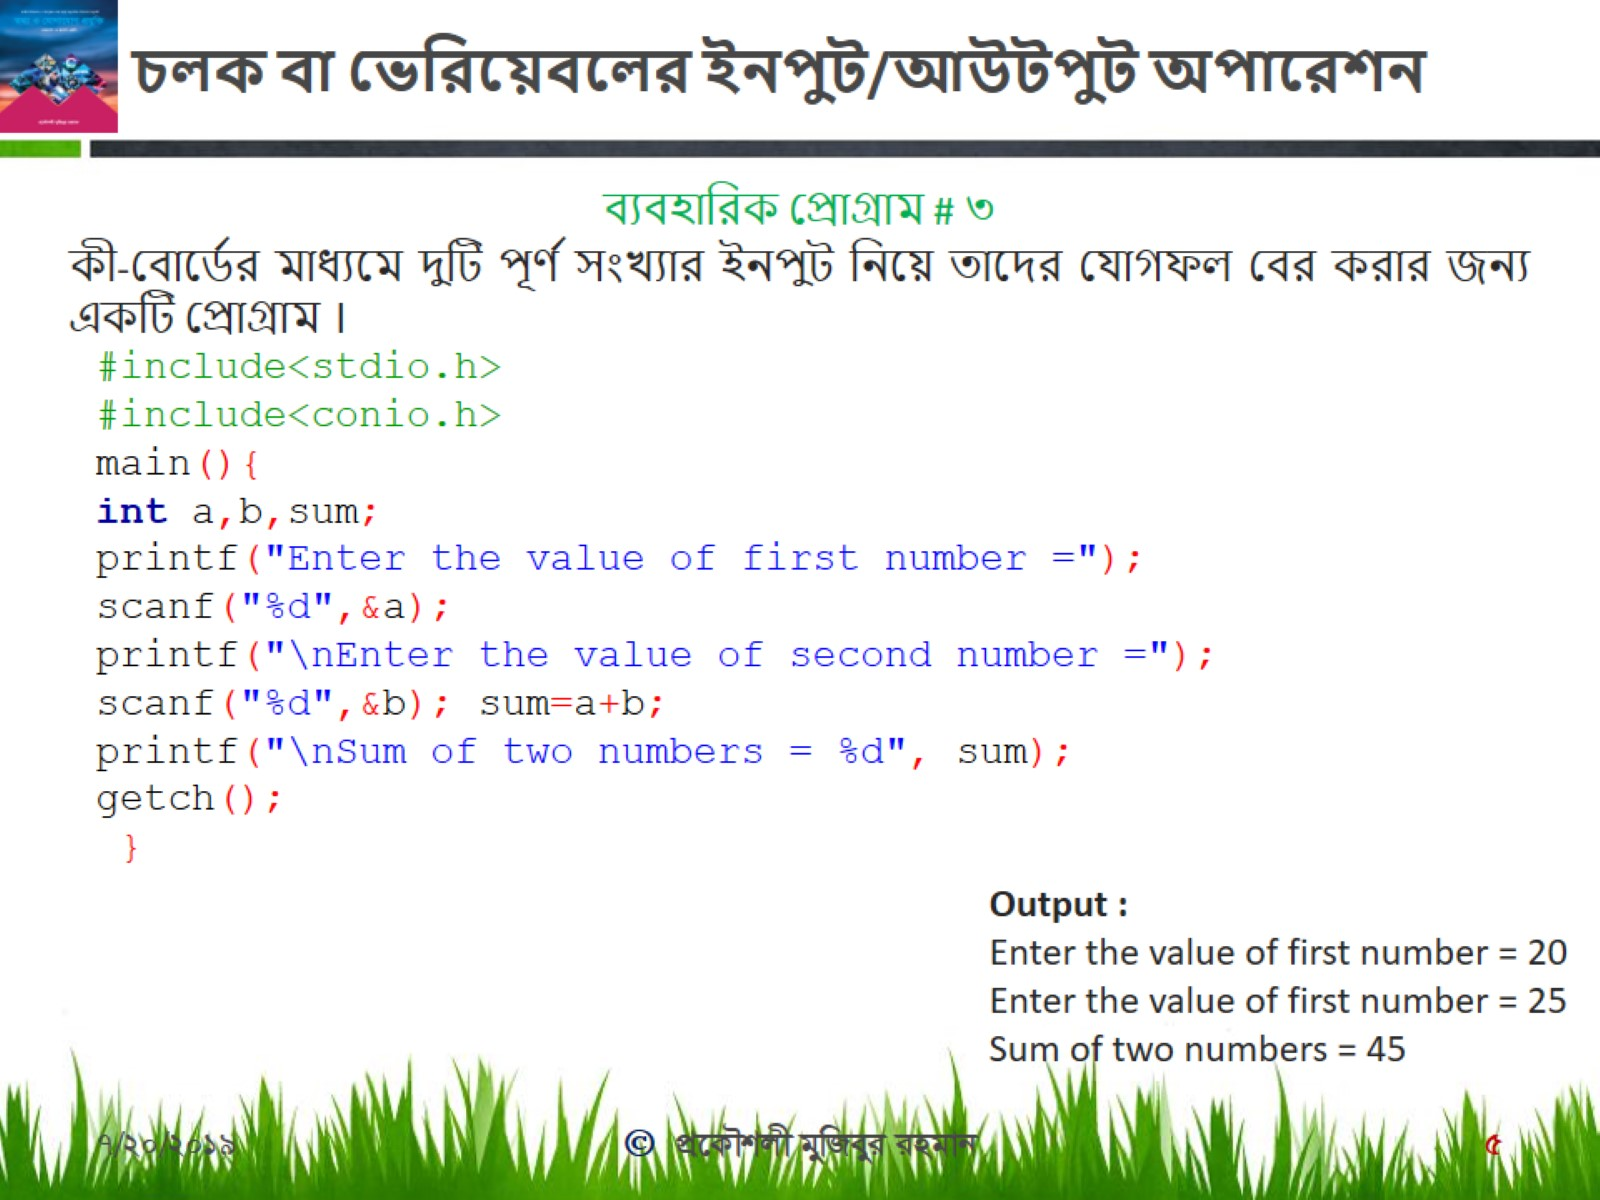 চলক বা ভেরিয়েবলের ইনপুট/আউটপুট অপারেশন
ব্যবহারিক প্রোগ্রাম # ৩
কী-বোর্ডের মাধ্যমে দুটি পূর্ণ সংখ্যার ইনপুট নিয়ে তাদের যোগফল বের করার জন্য
একটি প্রোগ্রাম ।
#include<stdio.h>
#include<conio.h>
main(){
int a,b,sum;
printf("Enter the value of first number =");
scanf("%d",&a);
printf("\nEnter the value of second number =");
scanf("%d",&b); sum=a+b;
printf("\nSum of two numbers = %d", sum);
getch();
}
Output :
Enter the value of first number = 20
Enter the value of first number = 25
Sum of two numbers = 45
৭/২০/২০১৯
© প্রকৌশলী মুজিবুর রহমান
৫